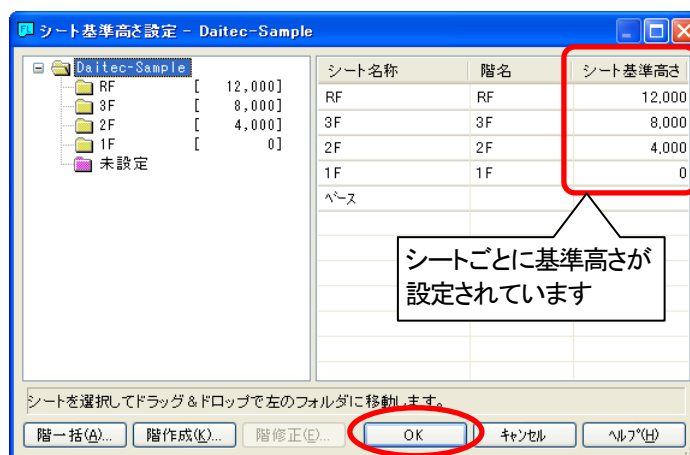 シート基準高さ設定 - Daitec-Sample
Daitec-Sample
RF [ 12,000]
3F [ 8,000]
2F [ 4,000]
1F [ 0]
未設定
シート名称 階名 シート基準高さ
RF RF 12,000
3F 3F 8,000
2F 2F 4,000
1F 1F 0
ﾍﾞｰｽ
シートごとに基準高さが
設定されています
シートを選択してドラッグ＆ドロップで左のフォルダに移動します。
階一括(A)... 階作成(K)... 階修正(E)... OK ｷｬﾝｾﾙ ﾍﾙﾌﾟ(H)